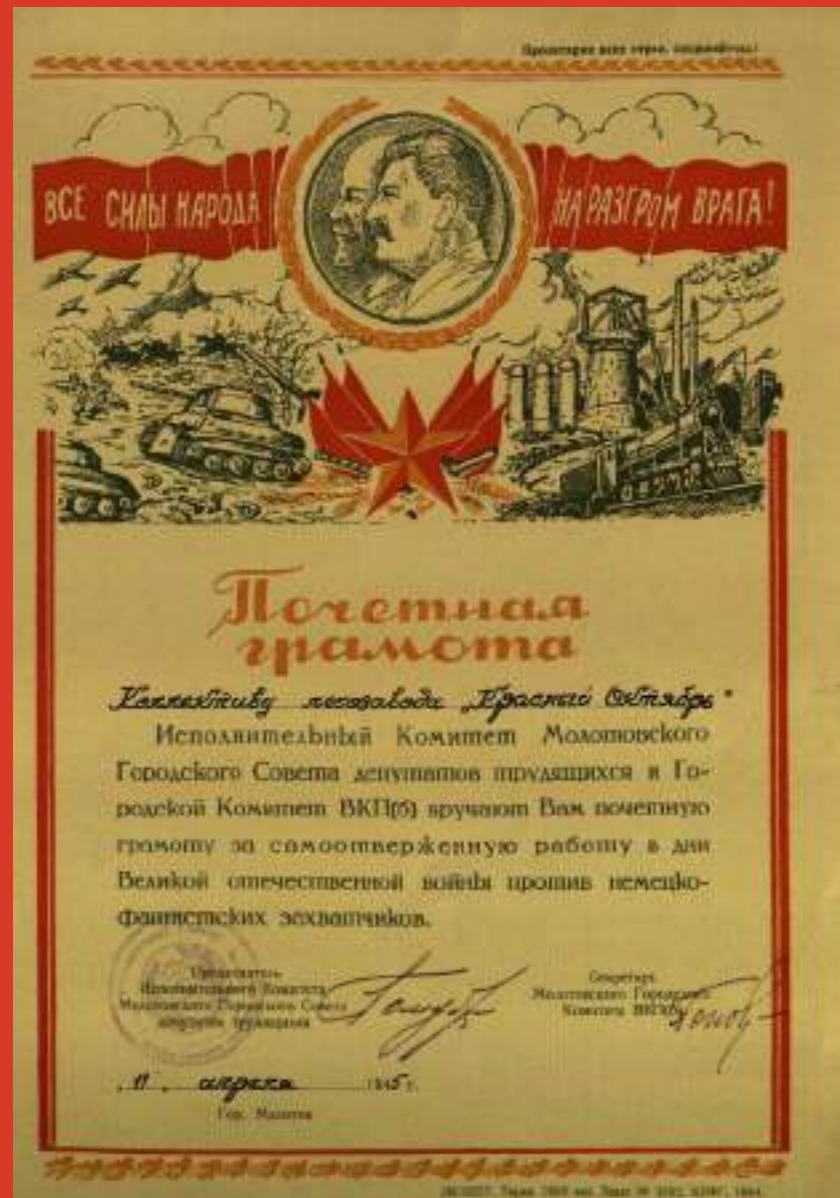 Пролетарии всех стран, соединяйтесь!
ВСЕ СИЛЫ НАРОДА НА РАЗГРОМ ВРАГА!
Почетная
грамота
Коллективу лесозавода „Красный Октябрь"
Исполнительный Комитет Молотовского
Городского Совета депутатов трудящихся и Го-
родской Комитет ВКП(б) вручают Вам почетную
грамоту за самоотверженную работу в дни
Великой отечественной войны против немецко-
фашистских захватчиков.
Председатель
Исполнительного Комитета
Молотовского Городского Совета
депутатов трудящихся
Секретарь
Молотовского Городского
Комитета ВКП(б)
„11" апреля 1945 г.
Гор. Молотов